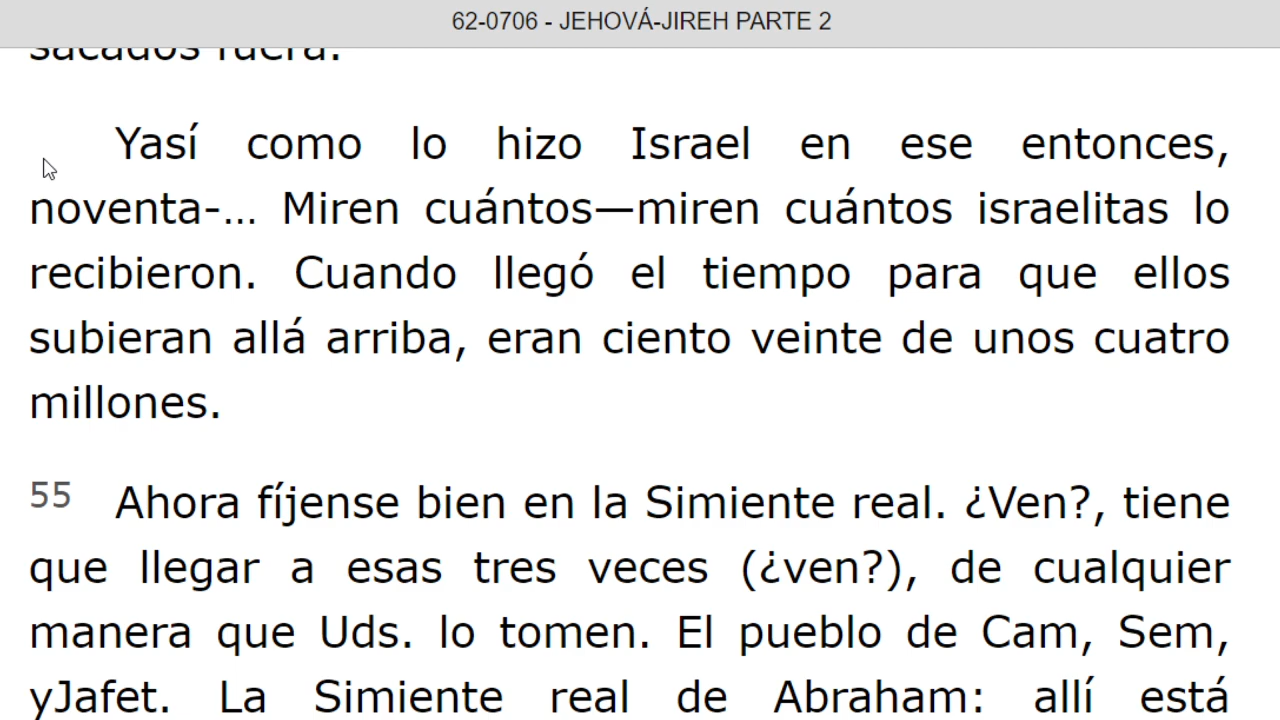 62-0706 - JEHOVÁ-JIREH PARTE 2
sacados fuera.
Yasí como lo hizo Israel en ese entonces,
noventa-... Miren cuántos—miren cuántos israelitas lo
recibieron. Cuando llegó el tiempo para que ellos
subieran allá arriba, eran ciento veinte de unos cuatro
millones.
55 Ahora fíjense bien en la Simiente real. ¿Ven?, tiene
que llegar a esas tres veces (¿ven?), de cualquier
manera que Uds. lo tomen. El pueblo de Cam, Sem,
yJafet. La Simiente real de Abraham: allí está